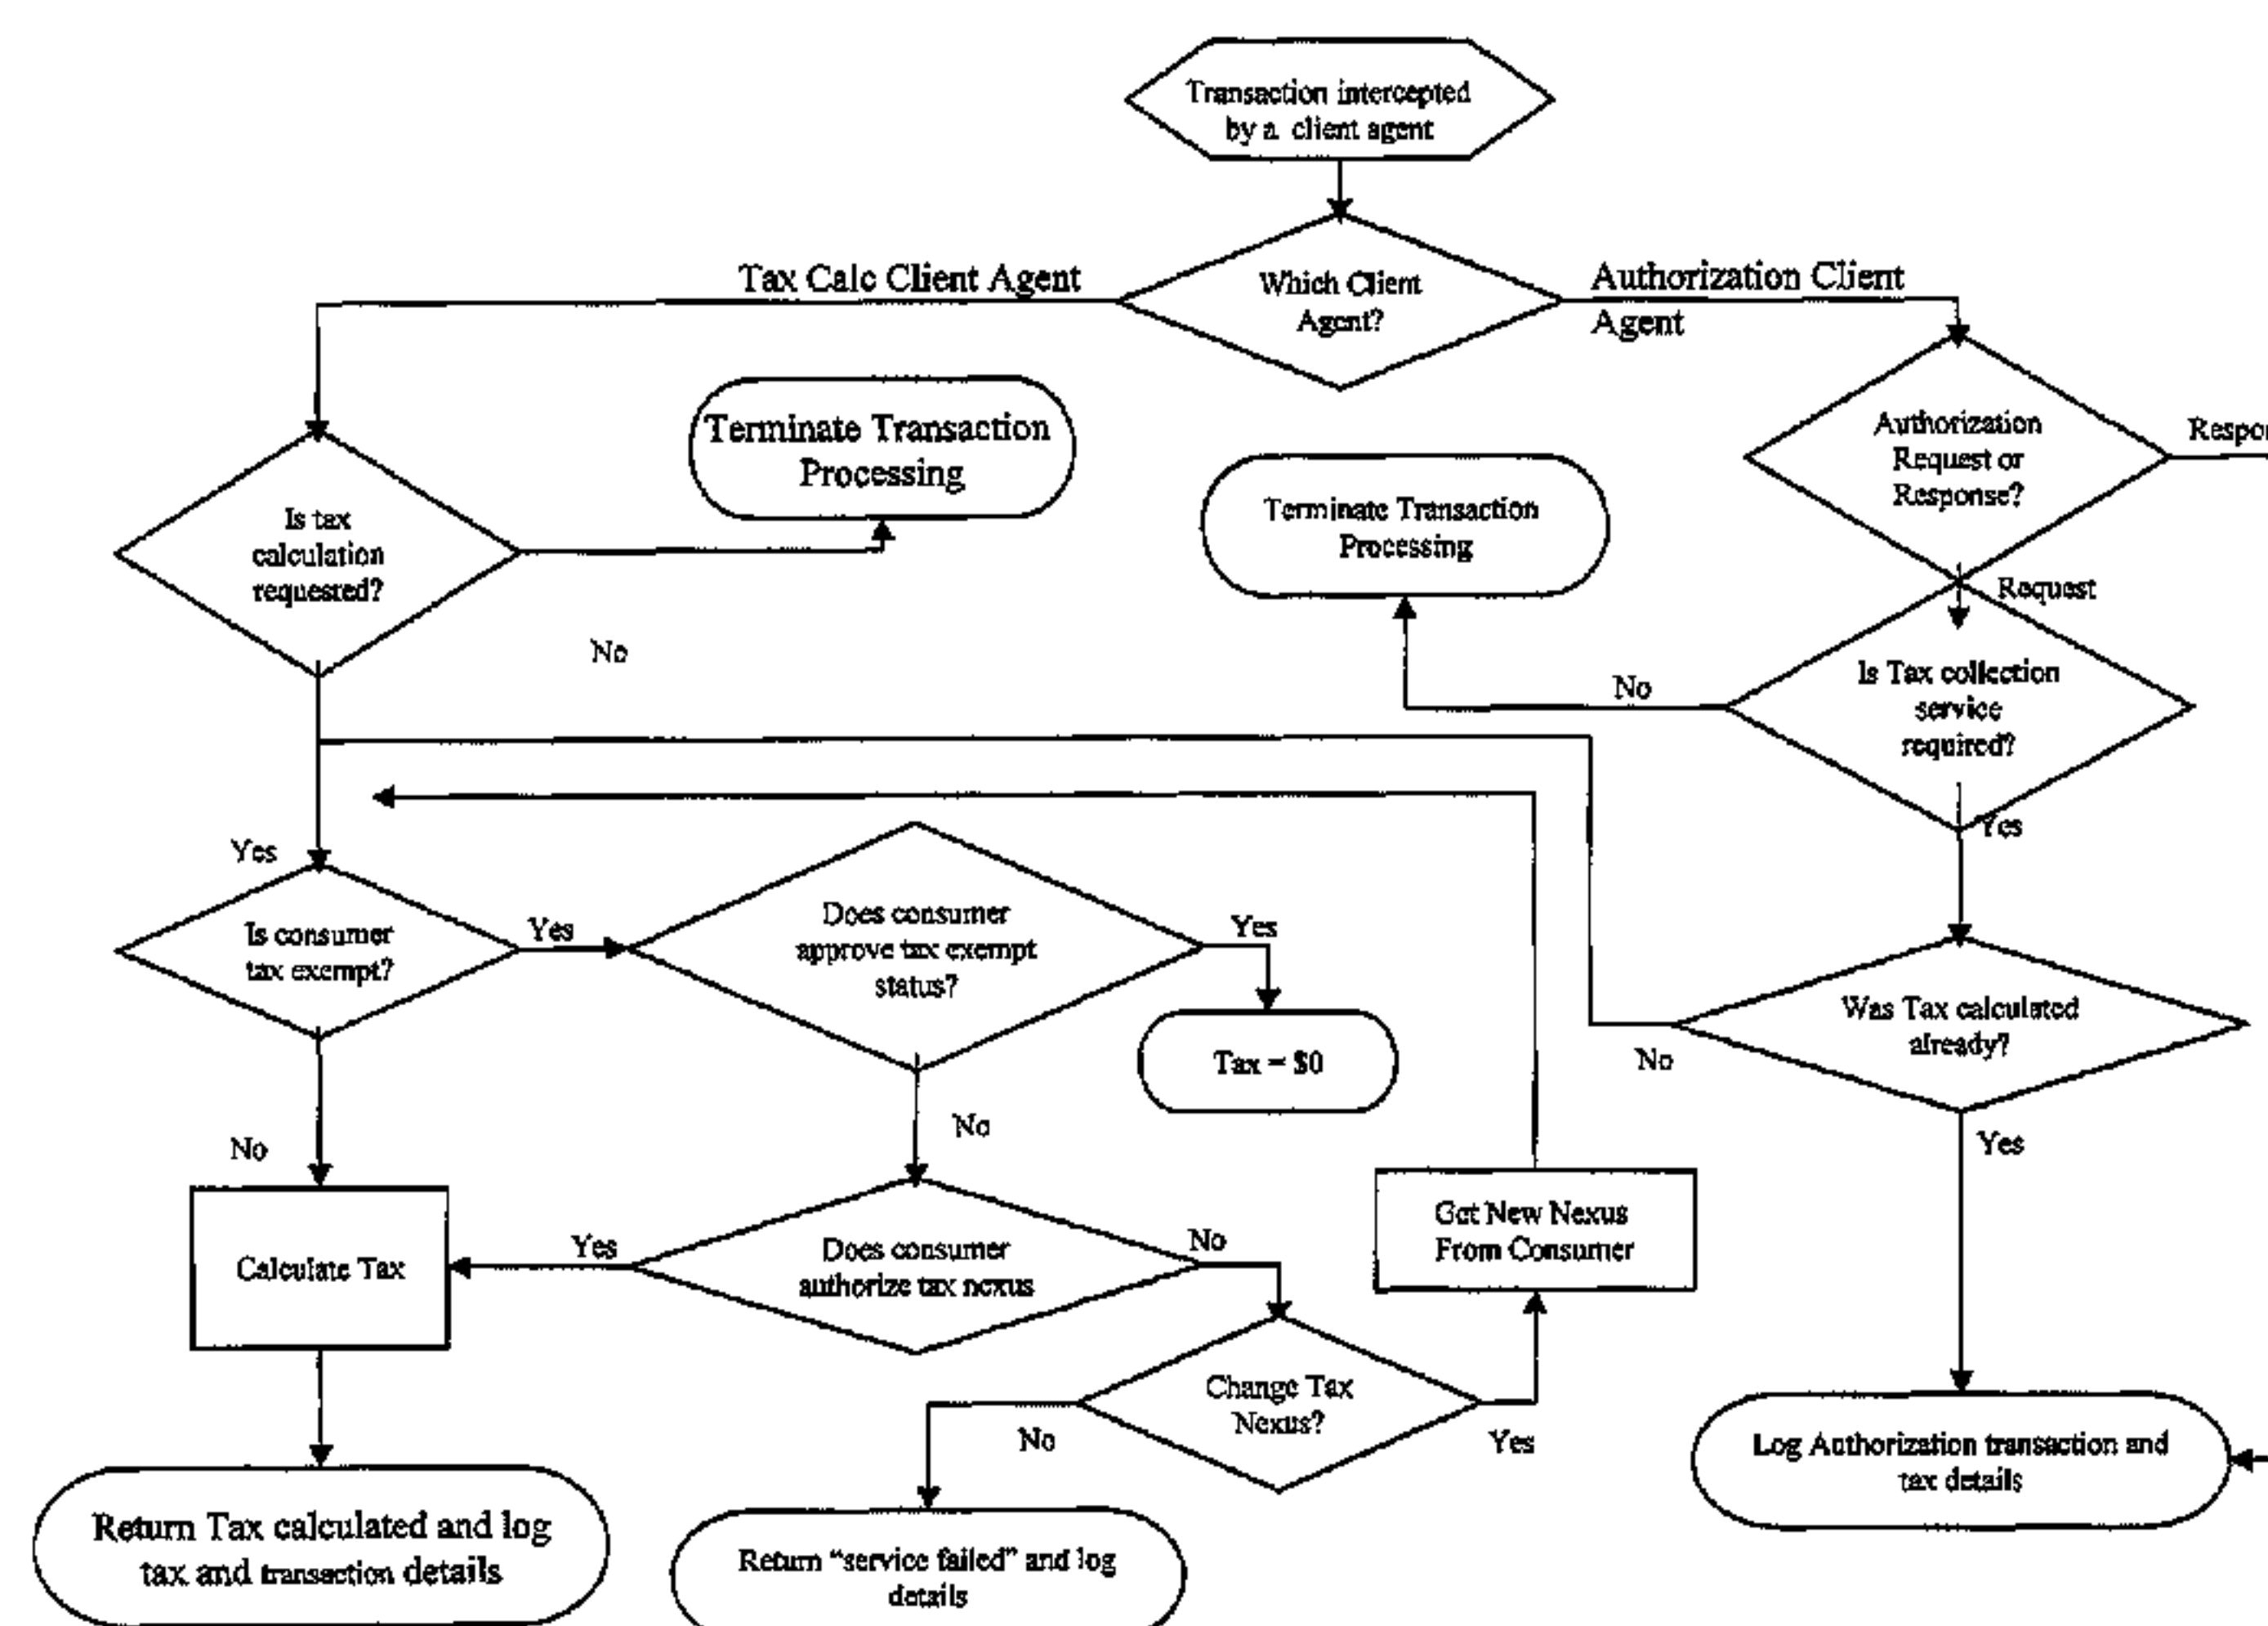 Transaction intercepted
by a client agent
Tax Calc Client Agent
Which Client
Agent?
Authorization Client
Agent
Terminate Transaction
Processing
Authorization
Request or
Response?
Is tax
calculation
requested?
Terminate Transaction
Processing
Request
No
No
Is Tax collection
service
required?
Yes
Yes
Is consumer
tax exempt?
Yes
Does consumer
approve tax exempt
status?
Yes
Tax = $0
Was Tax calculated
already?
No
No
No
Yes
Calculate Tax
Yes
Does consumer
authorize tax nexus
No
Get New Nexus
From Consumer
Change Tax
Nexus?
No
Yes
Log Authorization transaction and
tax details
Return Tax calculated and log
tax and transaction details
Return “service failed” and log
details